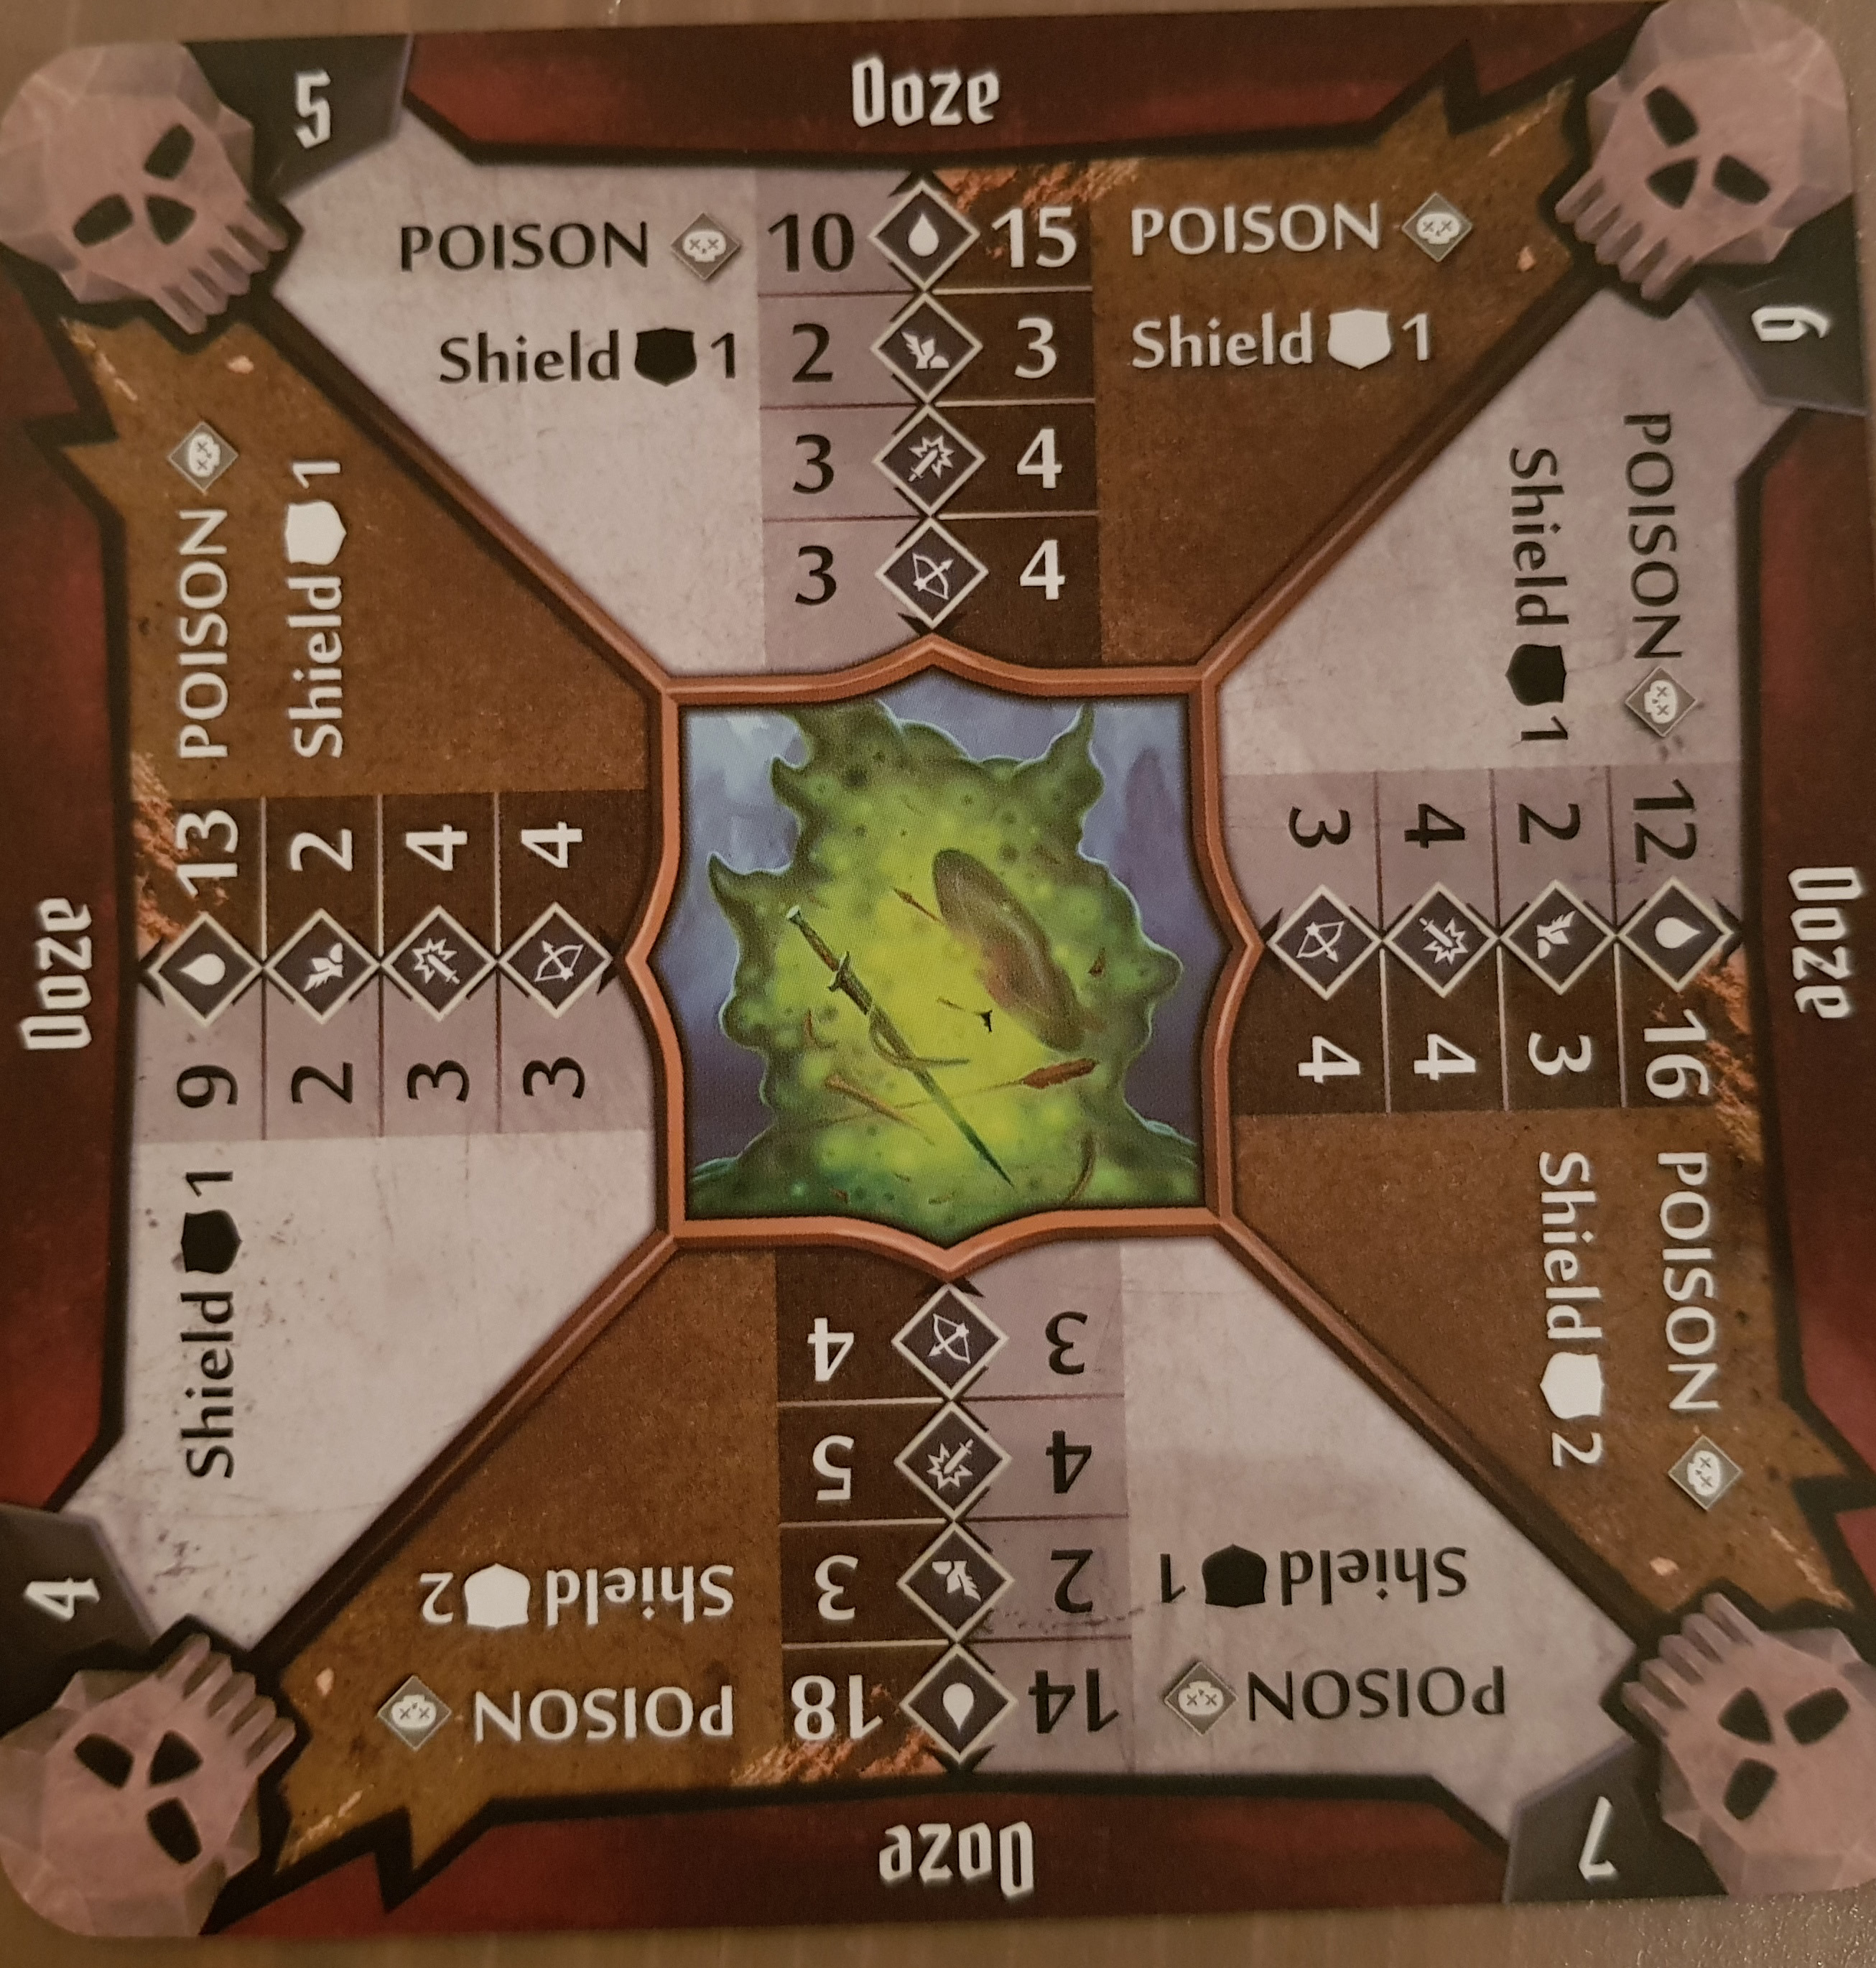 5
Ooze
POISON 10 15 POISON
Shield 1 2 3 Shield 1
3 4
3 4
6
Ooze
POISON 12 16 POISON
Shield 1 2 3 Shield 2
4 4
3 4
7
Ooze
POISON 14 18 POISON
Shield 1 2 3 Shield 2
4 5
3 4
4
Ooze
Shield 1 9 13 POISON
2 2 Shield 1
3 4
3 4